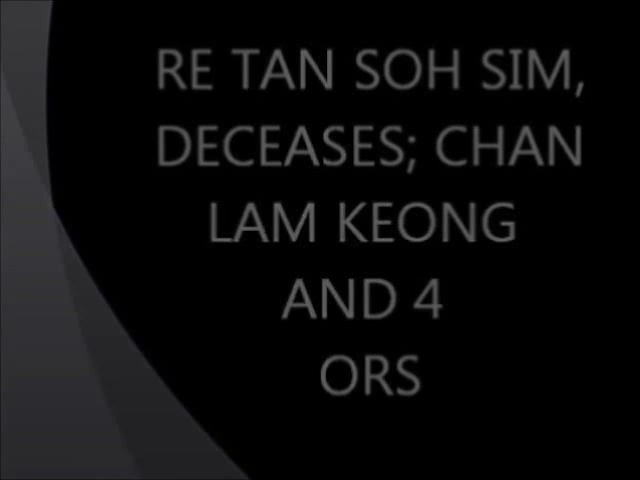 RE TAN SOH SIM,
DECEASES; CHAN
LAM KEONG
AND 4
ORS